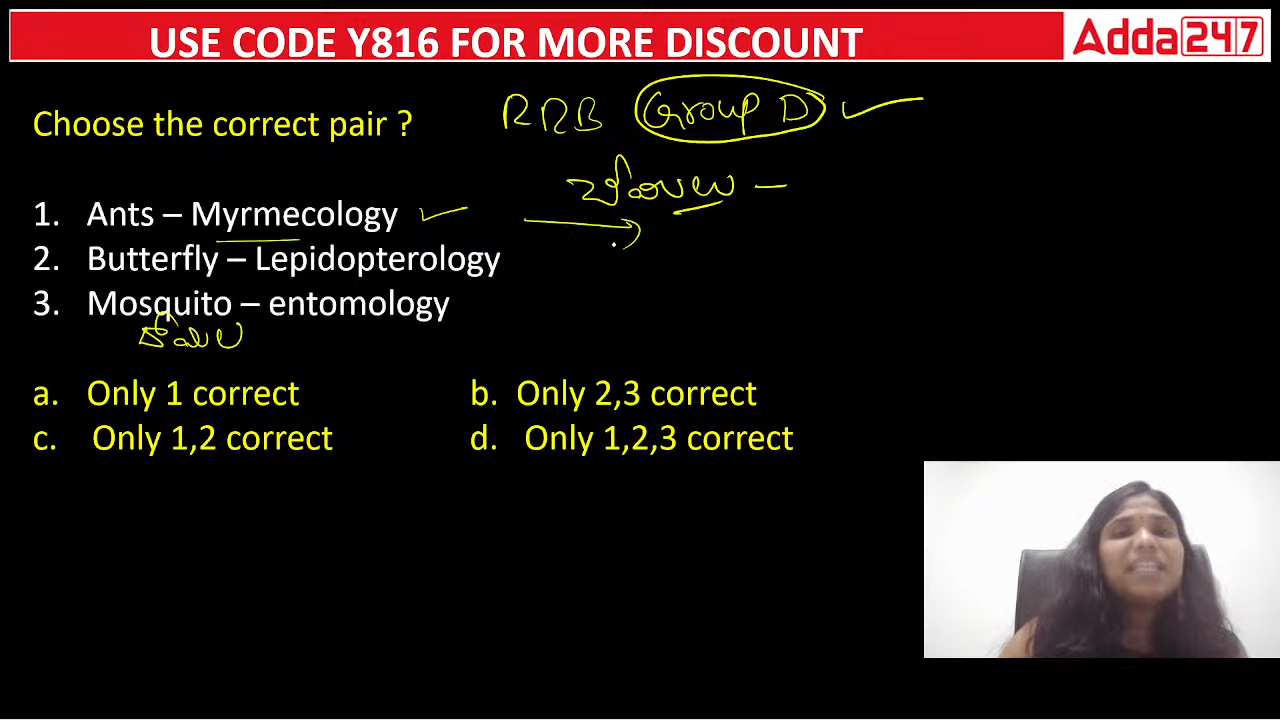 USE CODE Y816 FOR MORE DISCOUNT
Adda247
Choose the correct pair ?
RRB Group D
1. Ants – Myrmecology
2. Butterfly – Lepidopterology
3. Mosquito – entomology
a. Only 1 correct
b. Only 2,3 correct
c. Only 1,2 correct
d. Only 1,2,3 correct